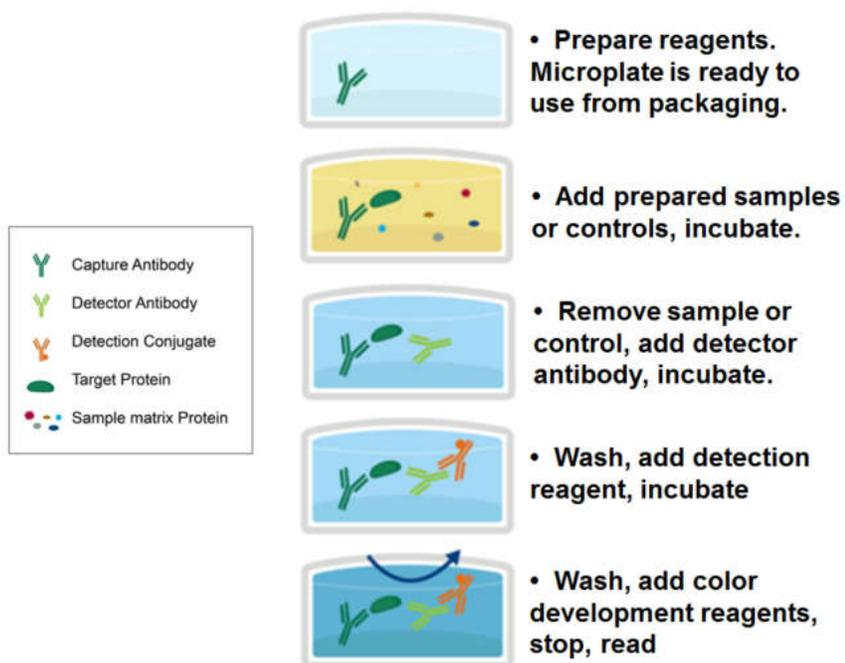 • Prepare reagents.
Microplate is ready to
use from packaging.
• Add prepared samples
or controls, incubate.
Capture Antibody
Detector Antibody
Detection Conjugate
Target Protein
Sample matrix Protein
• Remove sample or
control, add detector
antibody, incubate.
• Wash, add detection
reagent, incubate
• Wash, add color
development reagents,
stop, read